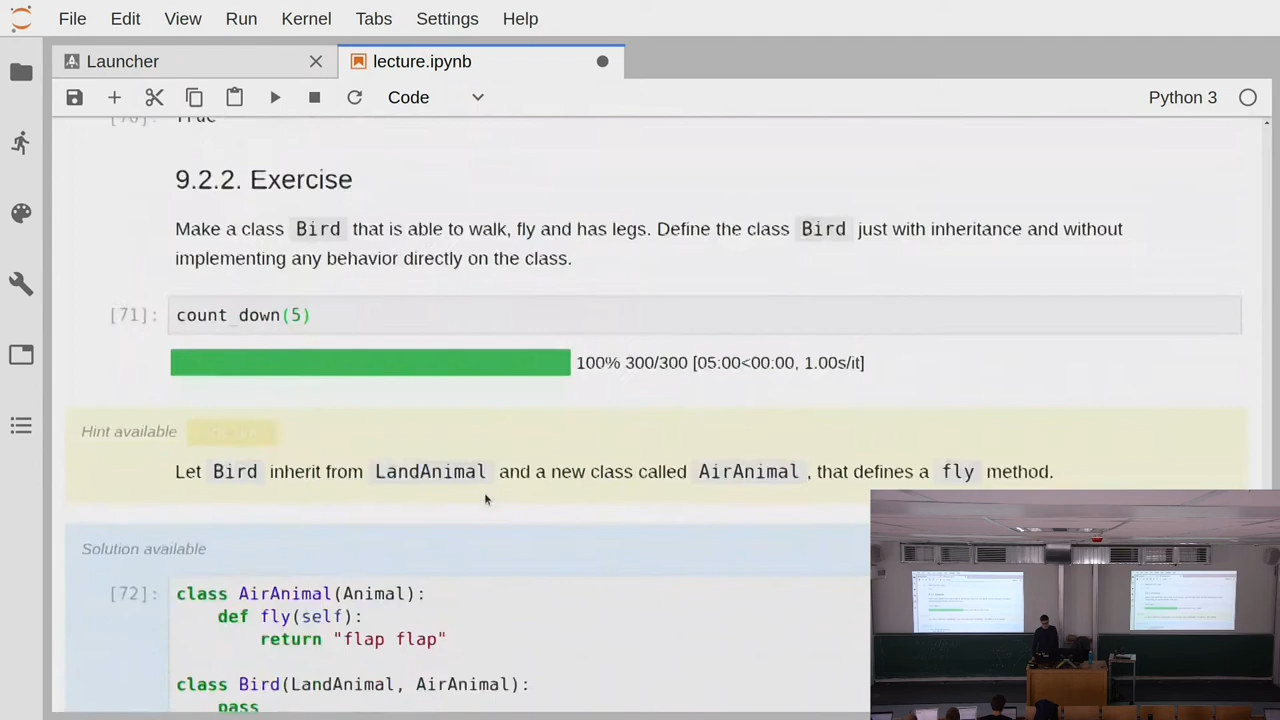 File Edit View Run Kernel Tabs Settings Help
Launcher
lecture.ipynb
Code
Python 3
True
9.2.2. Exercise
Make a class Bird that is able to walk, fly and has legs. Define the class Bird just with inheritance and without
implementing any behavior directly on the class.
[71]: count_down(5)
100% 300/300 [05:00<00:00, 1.00s/it]
Hint available
Let Bird inherit from LandAnimal and a new class called AirAnimal, that defines a fly method.
Solution available
[72]: class AirAnimal(Animal):
def fly(self):
return "flap flap"
class Bird(LandAnimal, AirAnimal):
pass